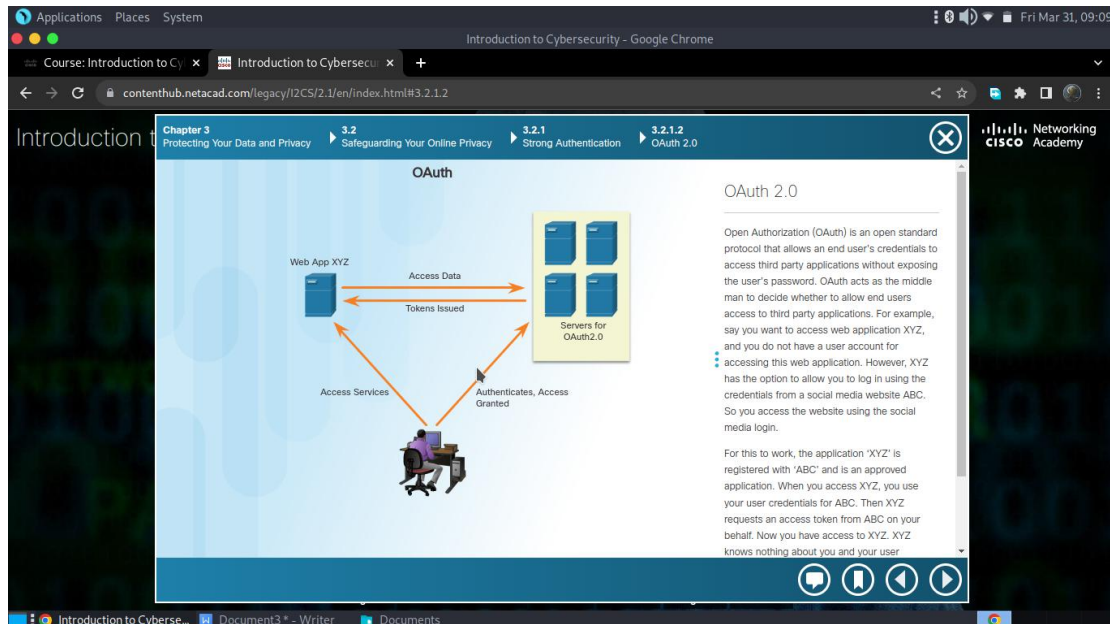 Applications Places System
Fri Mar 31, 09:09
Introduction to Cybersecurity - Google Chrome
Course: Introduction to Cy
Introduction to Cybersecu
contenthub.netacad.com/legacy/I2CS/2.1/en/index.html#3.2.1.2
Introduction t
Chapter 3
Protecting Your Data and Privacy
3.2
Safeguarding Your Online Privacy
3.2.1
Strong Authentication
3.2.1.2
OAuth 2.0
Networking
CISCO Academy
OAuth
Web App XYZ
Access Data
Tokens Issued
Servers for
OAuth2.0
Access Services
Authenticates, Access
Granted
OAuth 2.0
Open Authorization (OAuth) is an open standard
protocol that allows an end user’s credentials to
access third party applications without exposing
the user’s password. OAuth acts as the middle
man to decide whether to allow end users
access to third party applications. For example,
say you want to access web application XYZ,
and you do not have a user account for
accessing this web application. However, XYZ
has the option to allow you to log in using the
credentials from a social media website ABC.
So you access the website using the social
media login.
For this to work, the application ‘XYZ’ is
registered with ‘ABC’ and is an approved
application. When you access XYZ, you use
your user credentials for ABC. Then XYZ
requests an access token from ABC on your
behalf. Now you have access to XYZ. XYZ
knows nothing about you and your user
Introduction to Cyberse...
Document3 * - Writer
Documents